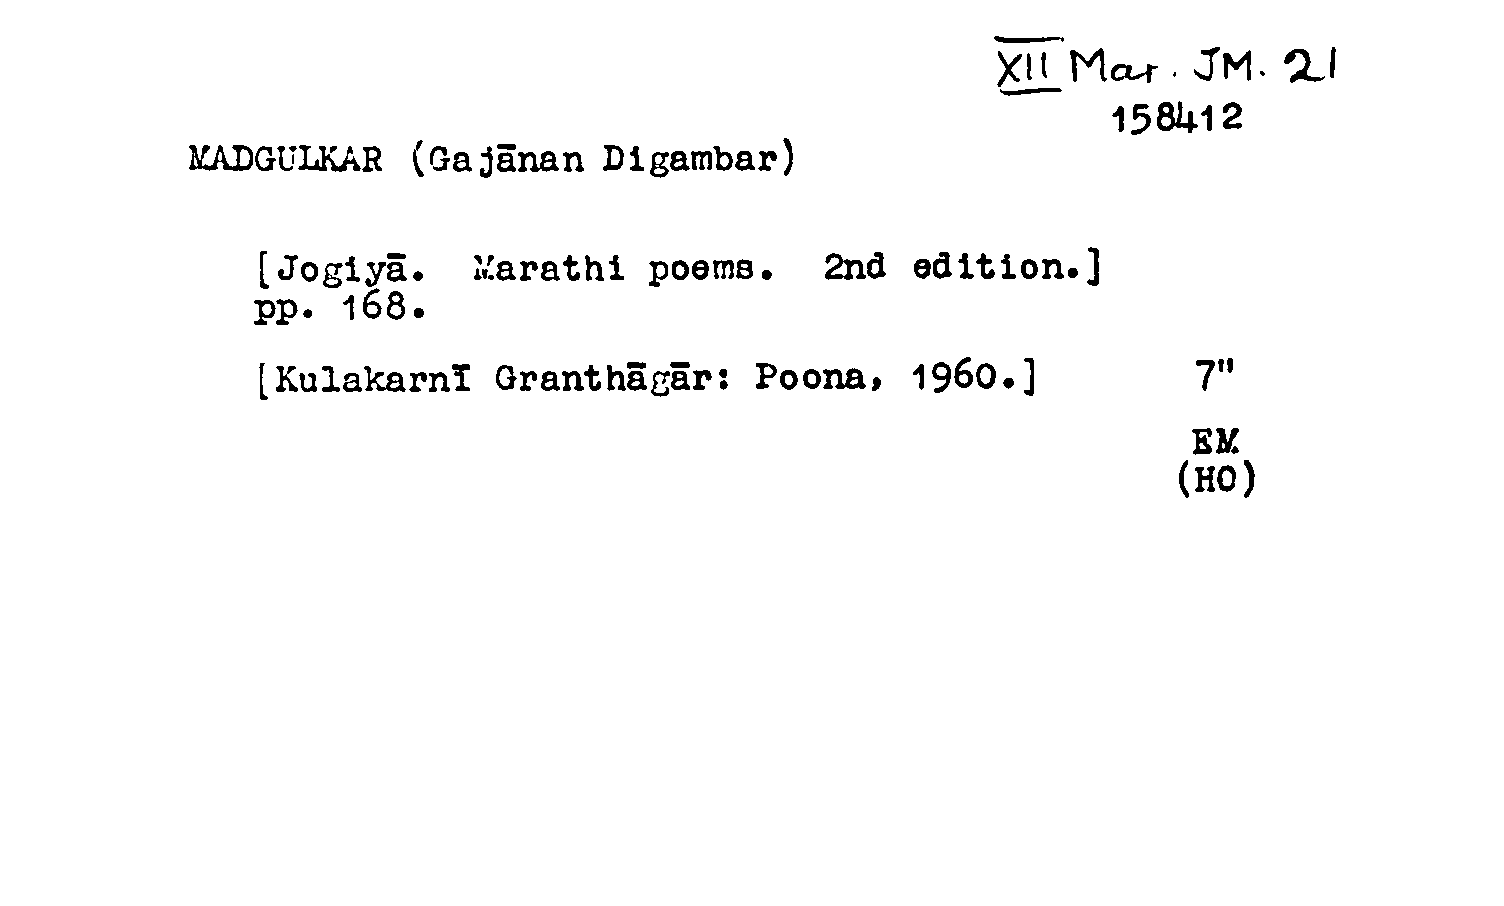 XII Mar. JM. 21
158412
MADGULKAR (Gajānan Digambar)
[Jogiyā. Marathi poems. 2nd edition.]
pp. 168.
[Kulakarnī Granthāgār: Poona, 1960.] 7"
EM
(HO)